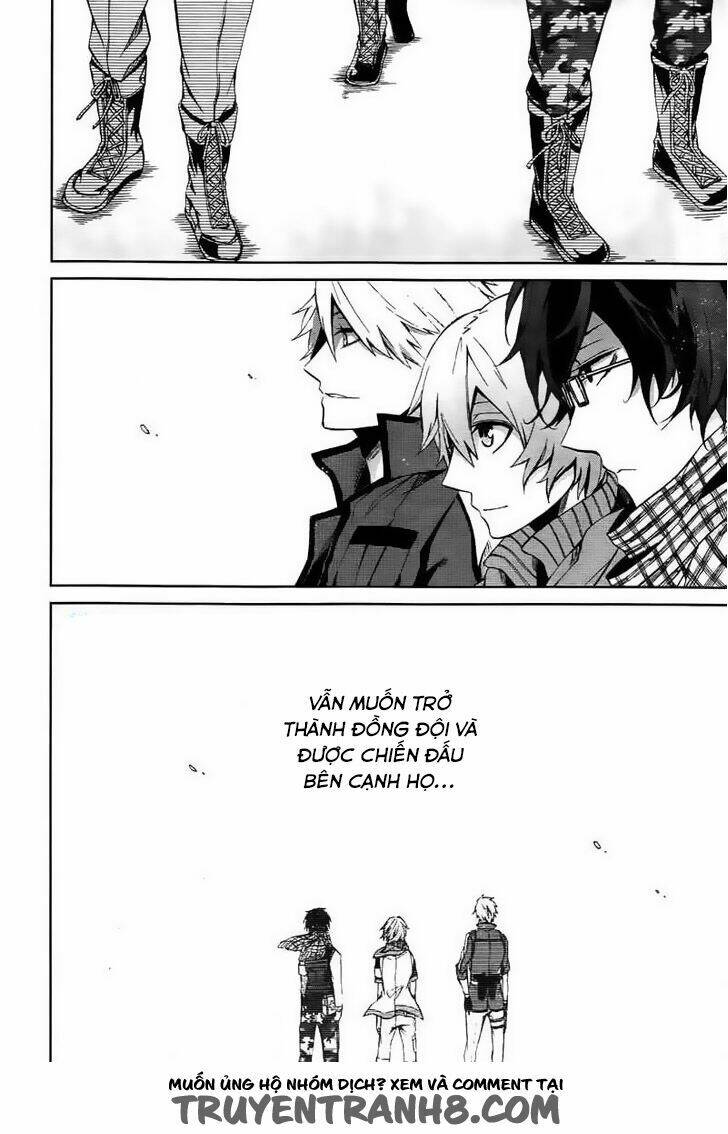 VẪN MUỐN TRỞ
THÀNH ĐỒNG ĐỘI VÀ
ĐƯỢC CHIẾN ĐẤU
BÊN CẠNH HỌ...
MUỐN ỦNG HỘ NHÓM DỊCH? XEM VÀ COMMENT TẠI
TRUYENTRANH8.COM